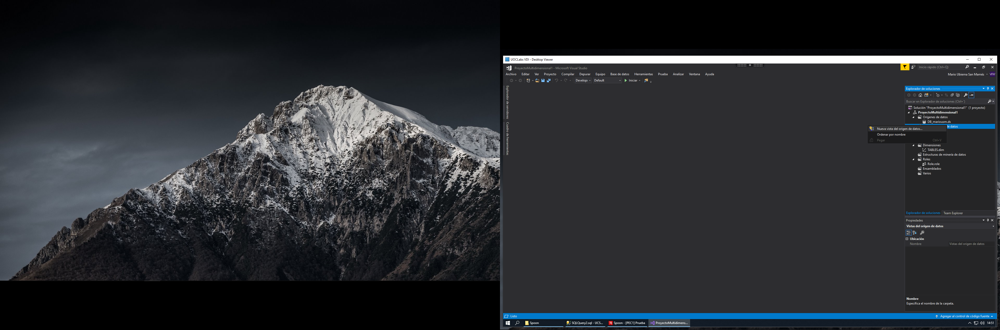 UOCLabs VDI - Desktop Viewer
ProyectoMultidimensional1 - Microsoft Visual Studio
Inicio rápido (Ctrl+Q)
Archivo Editar Ver Proyecto Compilar Depurar Equipo Base de datos Herramientas Prueba Analizar Ventana Ayuda
Mario Ubierna San Mamés
Default
Iniciar
Explorador de servidores
Cuadro de herramientas
Explorador de soluciones
Buscar en Explorador de soluciones (Ctrl+´)
Solución "ProyectoMultidimensional1" (1 proyecto)
ProyectoMultidimensional1
Orígenes de datos
DB_mariousm.ds
de datos
Nueva vista del origen de datos...
Ordenar por nombre
Pegar Ctrl+V
Dimensiones
TABLES.dim
Estructuras de minería de datos
Roles
Role.role
Ensamblados
Varios
Explorador de soluciones Team Explorer
Propiedades
Vistas del origen de datos
Ubicación
Nombre Vistas del origen de datos
Nombre
Especifica el nombre de la carpeta.
Listo
Agregar al control de código fuente
Spoon
SQLQuery2.sql - UCS...
Spoon - [PEC1] Prueba
ProyectoMultidimens...
14:51